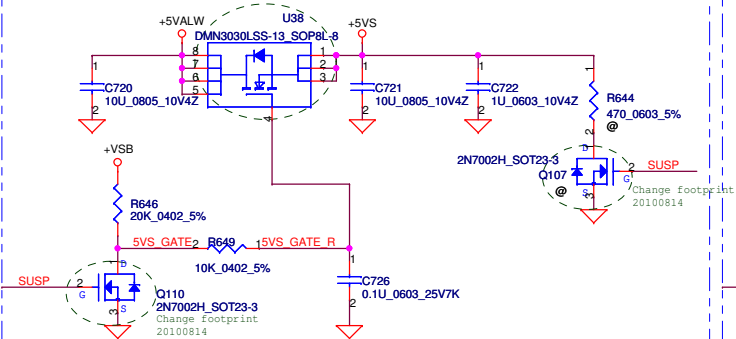 U38
+5VALW
+5VS
DMN3030LSS-13_SOP8L-8
8
7
6
5
1
2
3
4
1
C720
10U_0805_10V4Z
2
1
C721
10U_0805_10V4Z
2
1
C722
1U_0603_10V4Z
2
1
R644
470_0603_5%
@
2
2N7002H_SOT23-3
D
Q107
@
2
G
SUSP
S
3
Change footprint
20100814
+VSB
R646
20K_0402_5%
5VS_GATE
2
R649
1
5VS_GATE_R
10K_0402_5%
1
C726
0.1U_0603_25V7K
2
SUSP
2
G
1
D
S
3
Q110
2N7002H_SOT23-3
Change footprint
20100814